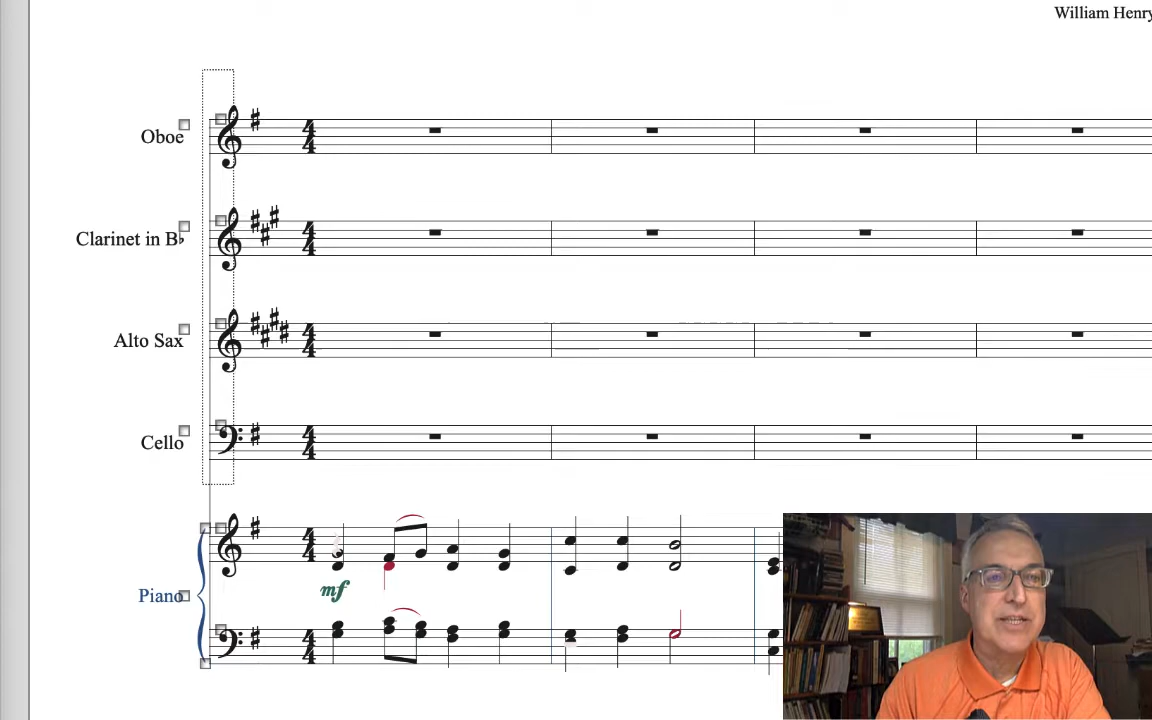 William Henry
Oboe
Clarinet in B♭
Alto Sax
Cello
mf
Piano